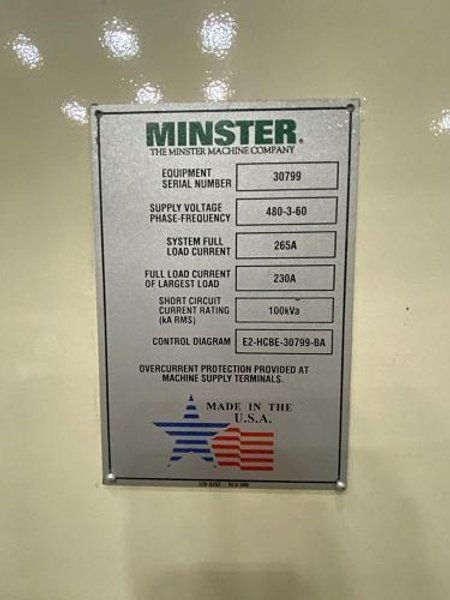 MINSTER.
THE MINSTER MACHINE COMPANY
EQUIPMENT
SERIAL NUMBER 30799
SUPPLY VOLTAGE
PHASE-FREQUENCY 480-3-60
SYSTEM FULL
LOAD CURRENT 265A
FULL LOAD CURRENT
OF LARGEST LOAD 230A
SHORT CIRCUIT
CURRENT RATING
(kA RMS) 100kVa
CONTROL DIAGRAM E2-HCBE-30799-BA
OVERCURRENT PROTECTION PROVIDED AT
MACHINE SUPPLY TERMINALS.
MADE IN THE
U.S.A.